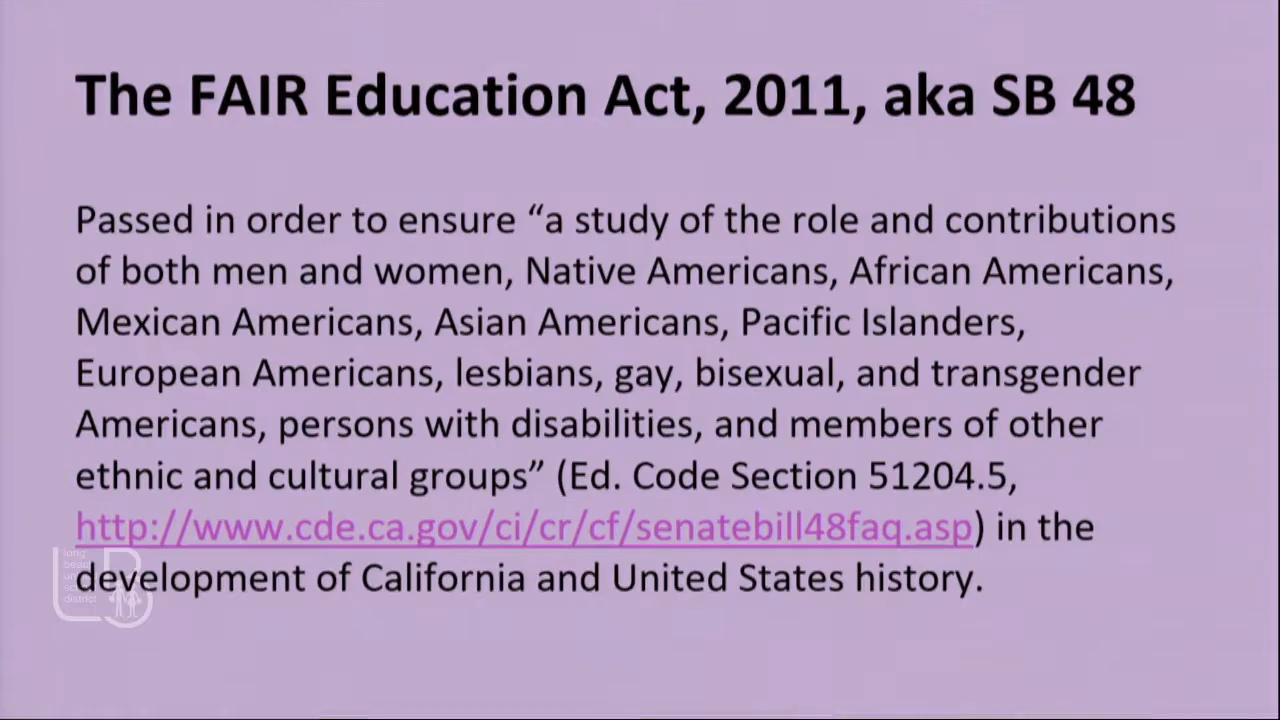 The FAIR Education Act, 2011, aka SB 48
Passed in order to ensure “a study of the role and contributions
of both men and women, Native Americans, African Americans,
Mexican Americans, Asian Americans, Pacific Islanders,
European Americans, lesbians, gay, bisexual, and transgender
Americans, persons with disabilities, and members of other
ethnic and cultural groups” (Ed. Code Section 51204.5,
http://www.cde.ca.gov/ci/cr/cf/senatebill48faq.asp) in the
development of California and United States history.
long
district